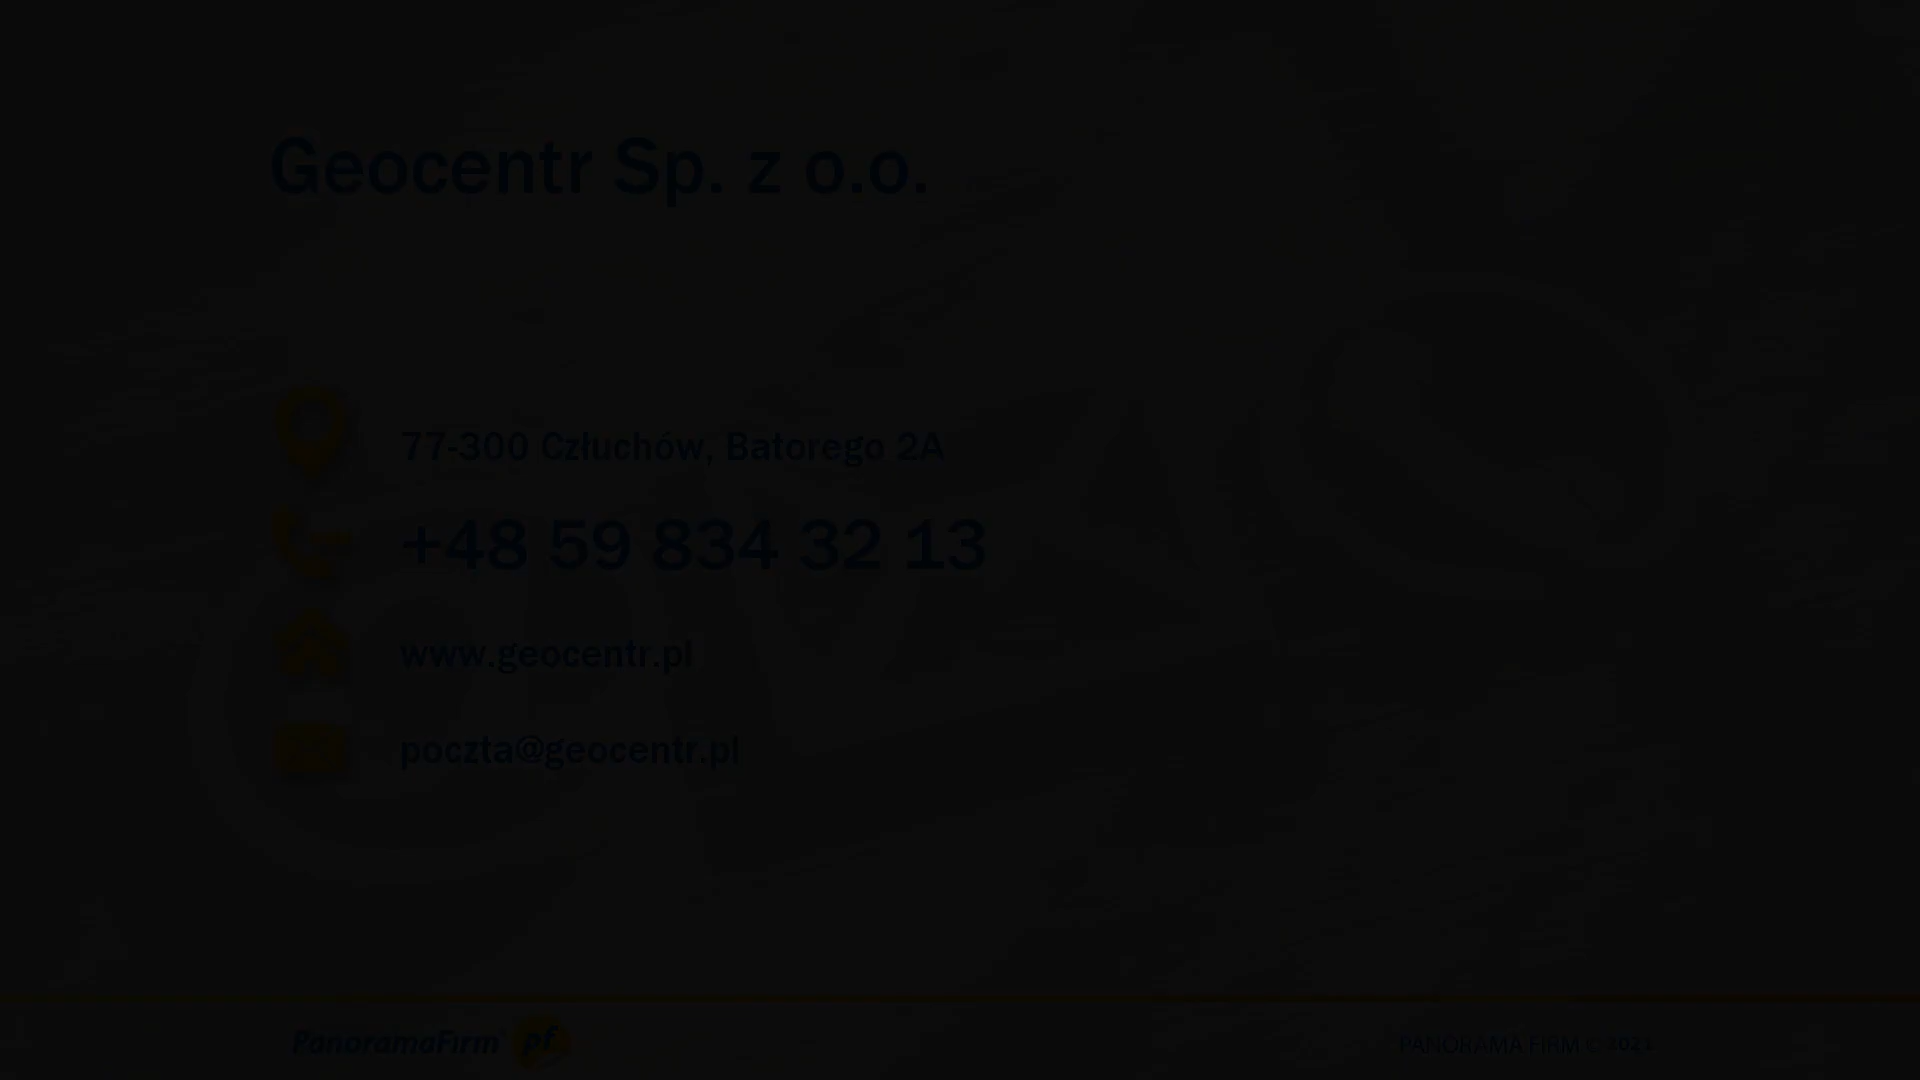 Geocentr Sp. z o.o.
77-300 Człuchów, Batorego 2A
+48 59 834 32 13
www.geocentr.pl
poczta@geocentr.pl
PanoramaFirm pf
PANORAMA FIRM ©